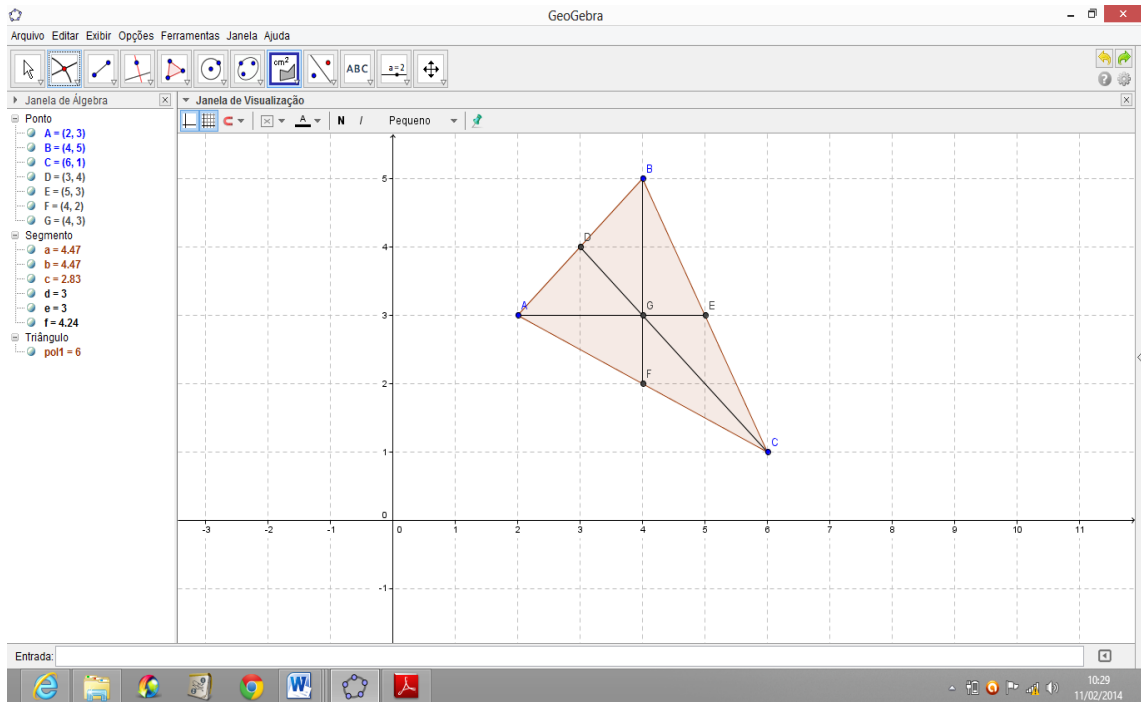 GeoGebra
Arquivo Editar Exibir Opções Ferramentas Janela Ajuda
cm²
ABC
a=2
Janela de Álgebra
Ponto
A = (2, 3)
B = (4, 5)
C = (6, 1)
D = (3, 4)
E = (5, 3)
F = (4, 2)
G = (4, 3)
Segmento
a = 4.47
b = 4.47
c = 2.83
d = 3
e = 3
f = 4.24
Triângulo
pol1 = 6
Janela de Visualização
A N I Pequeno
B
5
D
4
A G E
3
F
2
C
1
0
-3 -2 -1 0 1 2 3 4 5 6 7 8 9 10 11
-1
Entrada:
W
10:29
11/02/2014